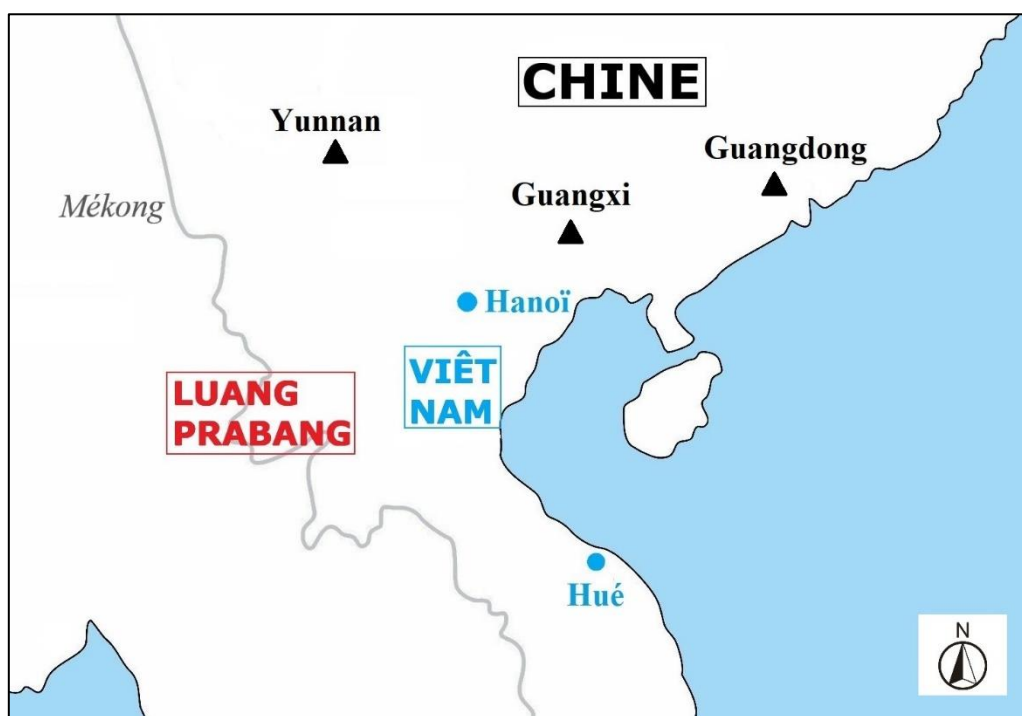 CHINE
Yunnan
Guangdong
Mékong
Guangxi
Hanoï
VIÊT
NAM
LUANG
PRABANG
Hué
N